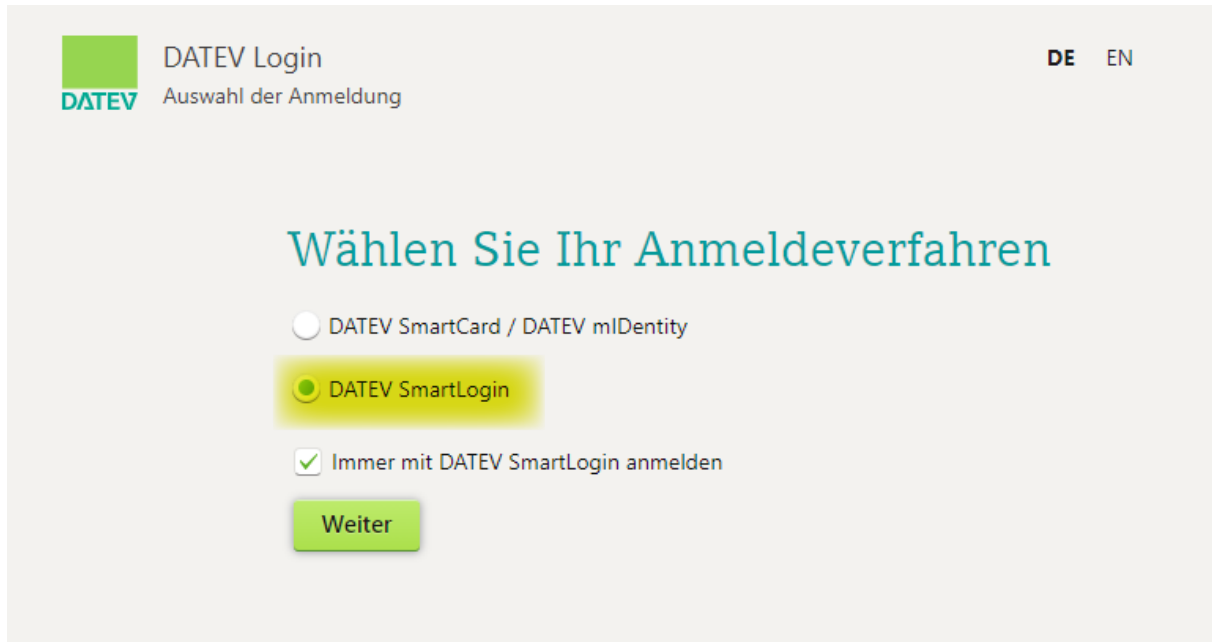 DATEV Login
DE EN
DATEV
Auswahl der Anmeldung
Wählen Sie Ihr Anmeldeverfahren
DATEV SmartCard / DATEV mIDentity
DATEV SmartLogin
Immer mit DATEV SmartLogin anmelden
Weiter